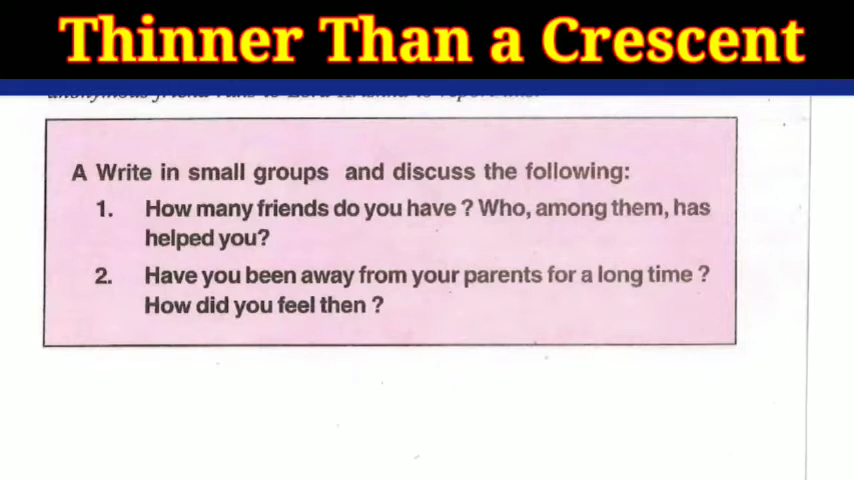 Thinner Than a Crescent
A Write in small groups and discuss the following:
1. How many friends do you have ? Who, among them, has
helped you?
2. Have you been away from your parents for a long time ?
How did you feel then ?